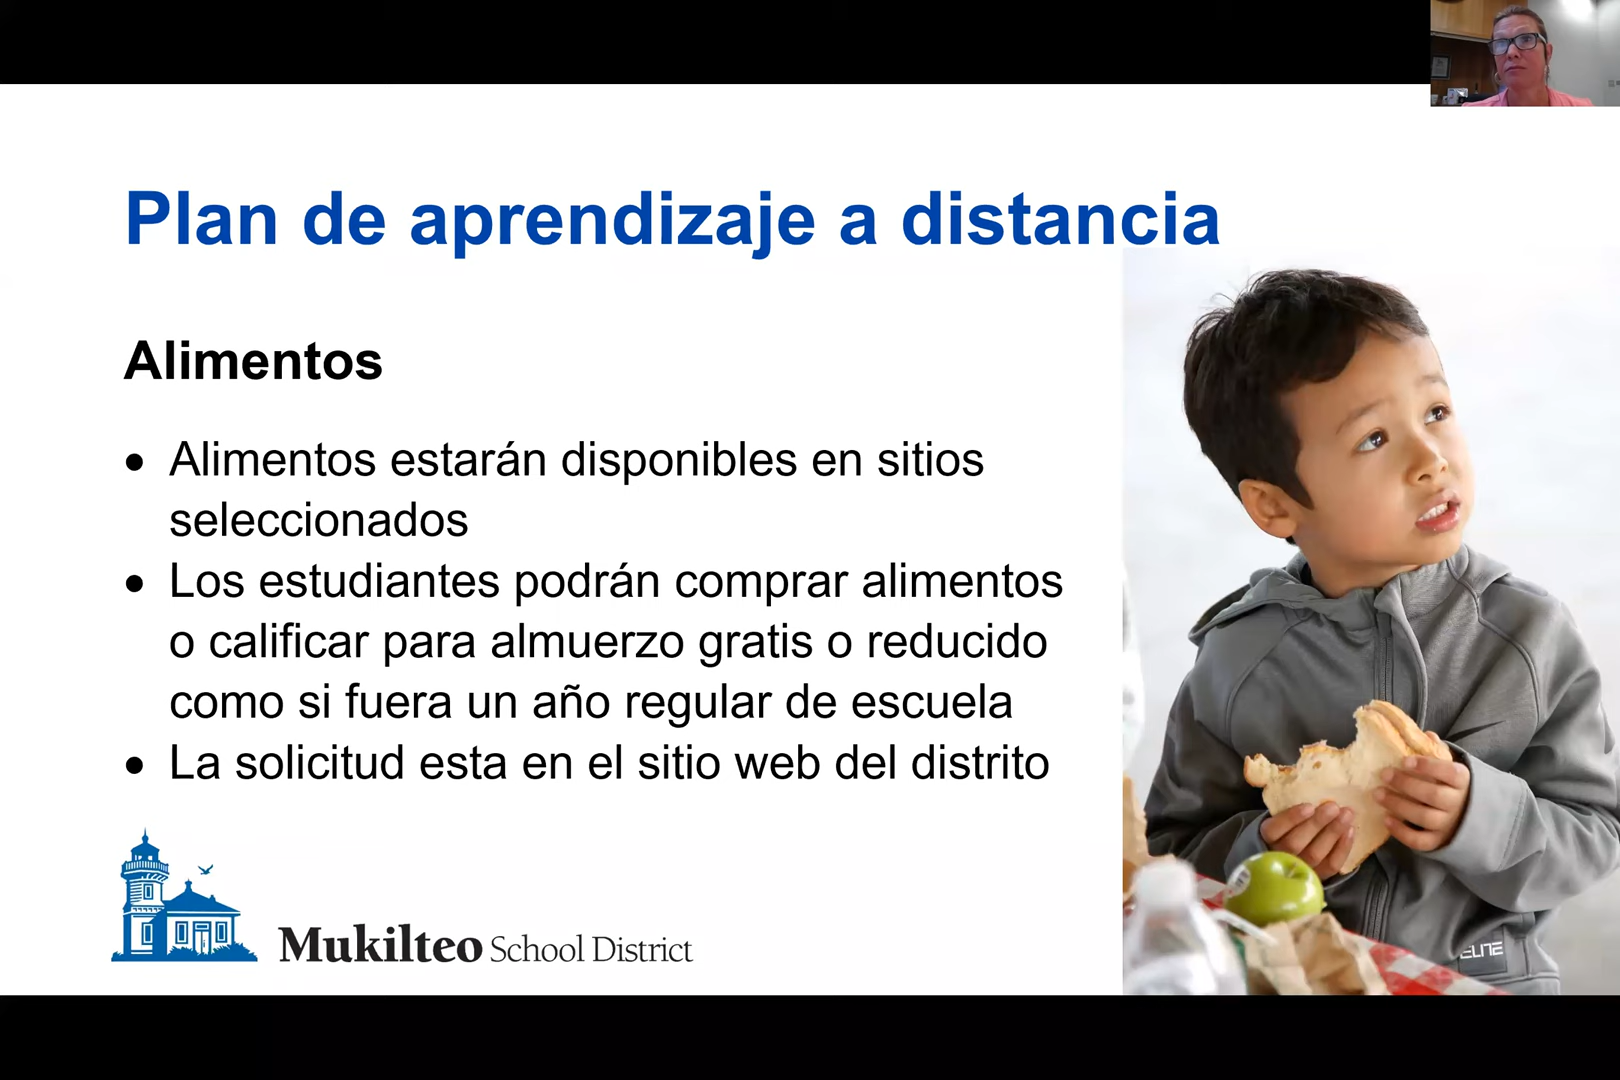 Plan de aprendizaje a distancia
Alimentos
• Alimentos estarán disponibles en sitios
seleccionados
• Los estudiantes podrán comprar alimentos
o calificar para almuerzo gratis o reducido
como si fuera un año regular de escuela
• La solicitud esta en el sitio web del distrito
Mukilteo School District
ELITE